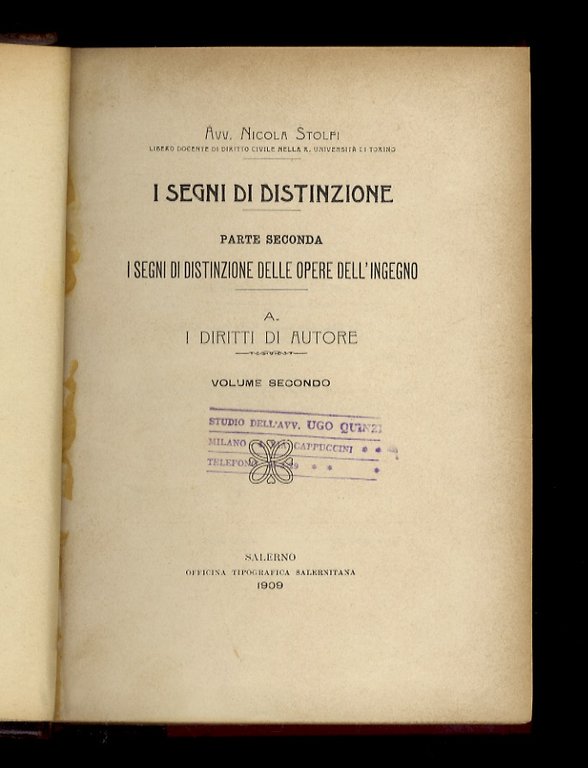 Avv. Nicola Stolfi
LIBERO DOCENTE DI DIRITTO CIVILE NELLA R. UNIVERSITÀ DI TORINO
I SEGNI DI DISTINZIONE
PARTE SECONDA
I SEGNI DI DISTINZIONE DELLE OPERE DELL'INGEGNO
A.
I DIRITTI DI AUTORE
VOLUME SECONDO
STUDIO DELL'AVV. UGO QUINZI
MILANO * CAPPUCCINI * *
TELEFONO * * *
SALERNO
OFFICINA TIPOGRAFICA SALERNITANA
1909